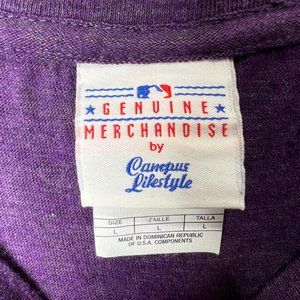 GENUINE
MERCHANDISE
by
Campus
Lifestyle
SIZE TAILLE TALLA
L L L
MADE IN DOMINICAN REPUBLIC
OF U.S.A. COMPONENTS